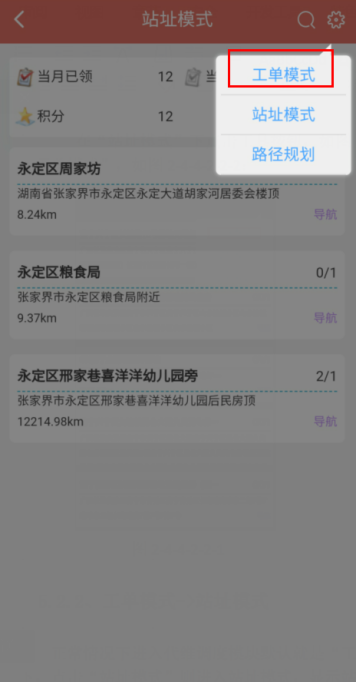 站址模式
当月已领 12 当
工单模式
积分 12
站址模式
路径规划
永定区周家坊
湖南省张家界市永定区永定大道胡家河居委会楼顶
8.24km 导航
永定区粮食局 0/1
张家界市永定区粮食局附近
9.37km 导航
永定区邢家巷喜洋洋幼儿园旁 2/1
张家界市永定区邢家巷喜洋洋幼儿园后民房顶
12214.98km 导航